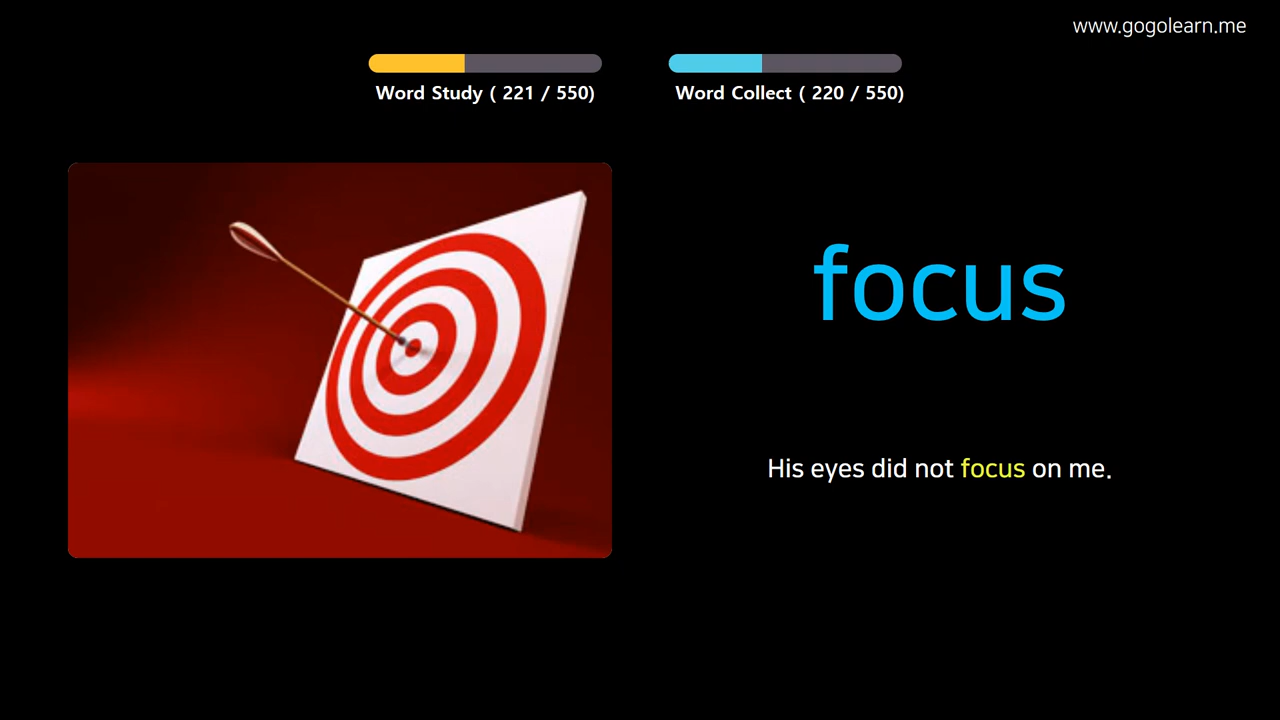 www.gogolearn.me
Word Study ( 221 / 550)
Word Collect ( 220 / 550)
focus
His eyes did not focus on me.